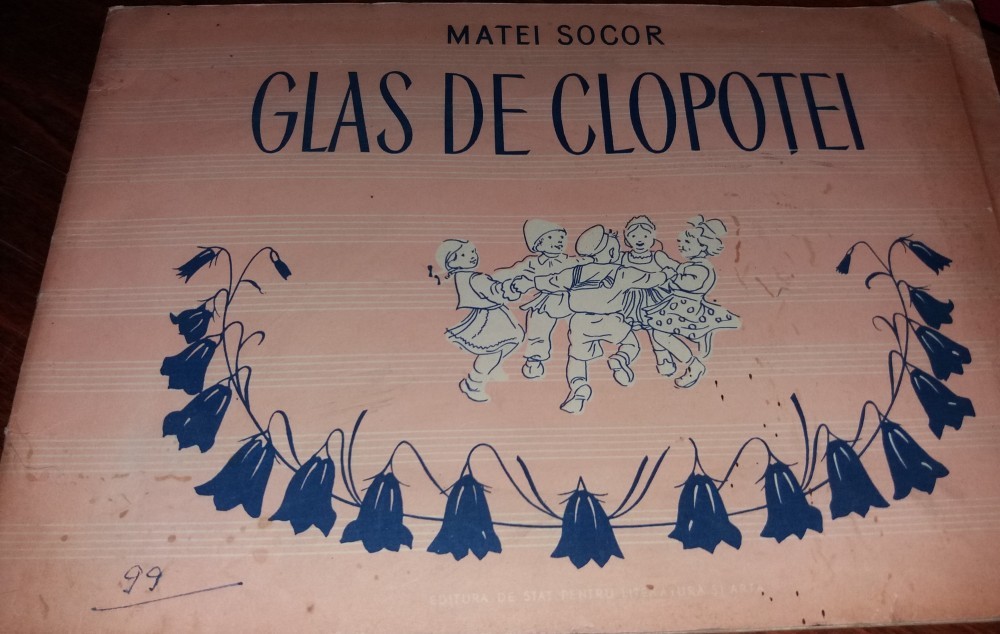 MATEI SOCOR
GLAS DE CLOPOȚEI
99
EDITURA DE STAT PENTRU LITERATURĂ ȘI ARTĂ